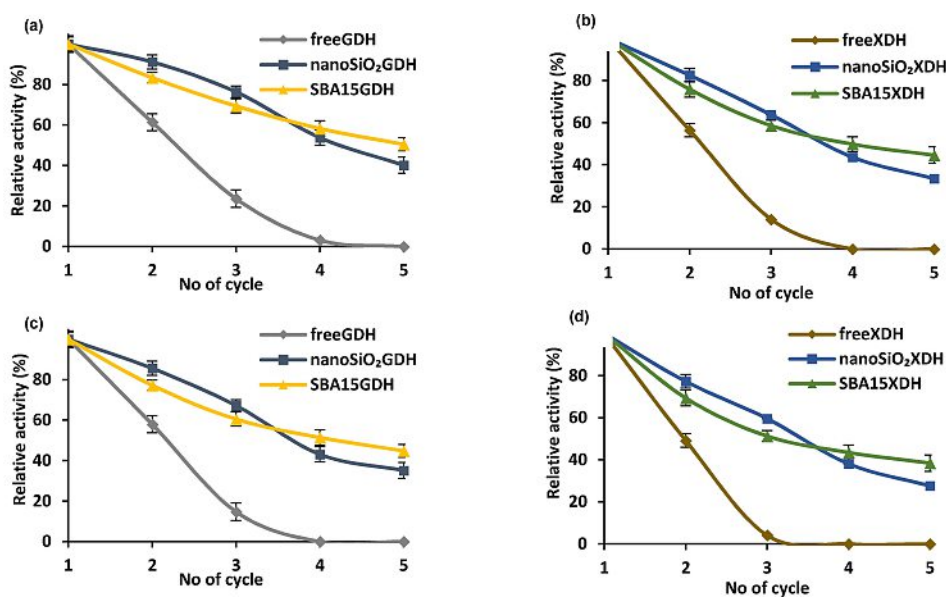 (a)
freeGDH
nanoSiO₂GDH
SBA15GDH
Relative activity (%)
80
60
40
20
0
1 2 3 4 5
No of cycle
(b)
freeXDH
nanoSiO₂XDH
SBA15XDH
Relative activity (%)
80
60
40
20
0
1 2 3 4 5
No of cycle
(c)
freeGDH
nanoSiO₂GDH
SBA15GDH
Relative activity (%)
80
60
40
20
0
1 2 3 4 5
No of cycle
(d)
freeXDH
nanoSiO₂XDH
SBA15XDH
Relative activity (%)
80
60
40
20
0
1 2 3 4 5
No of cycle